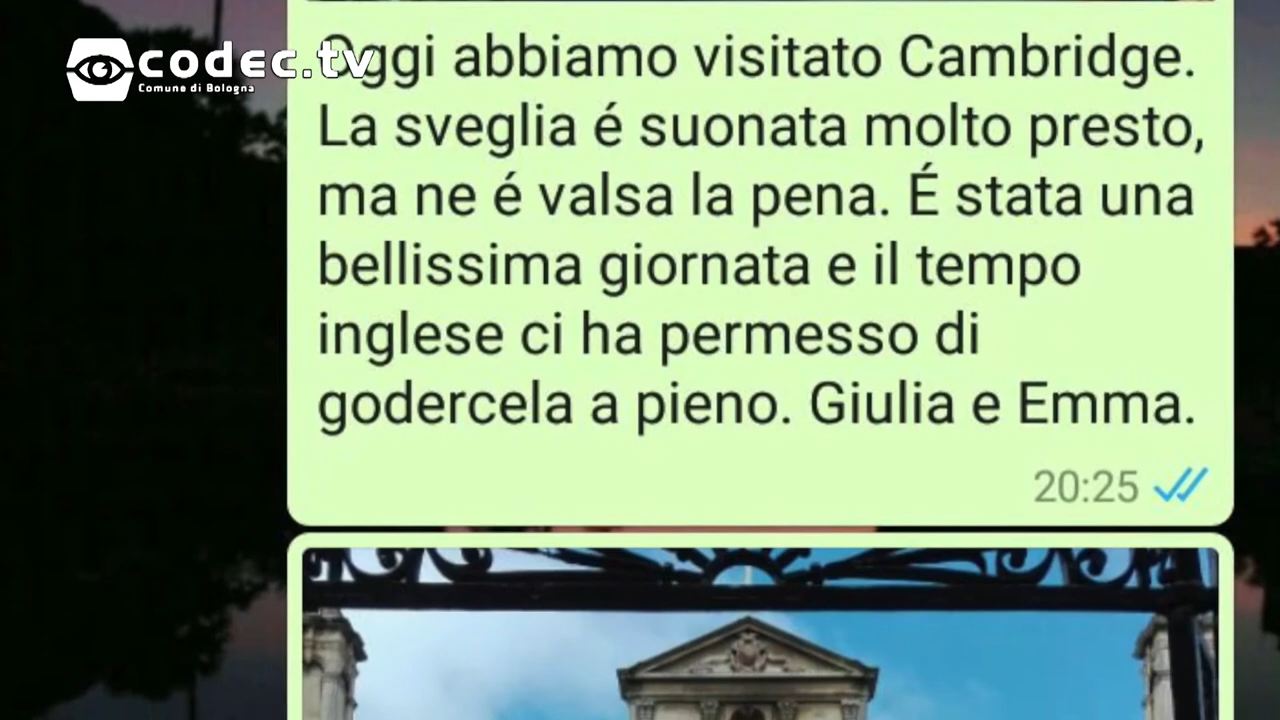 codec.tv
Comune di Bologna
Oggi abbiamo visitato Cambridge.
La sveglia é suonata molto presto,
ma ne é valsa la pena. É stata una
bellissima giornata e il tempo
inglese ci ha permesso di
godercela a pieno. Giulia e Emma.
20:25